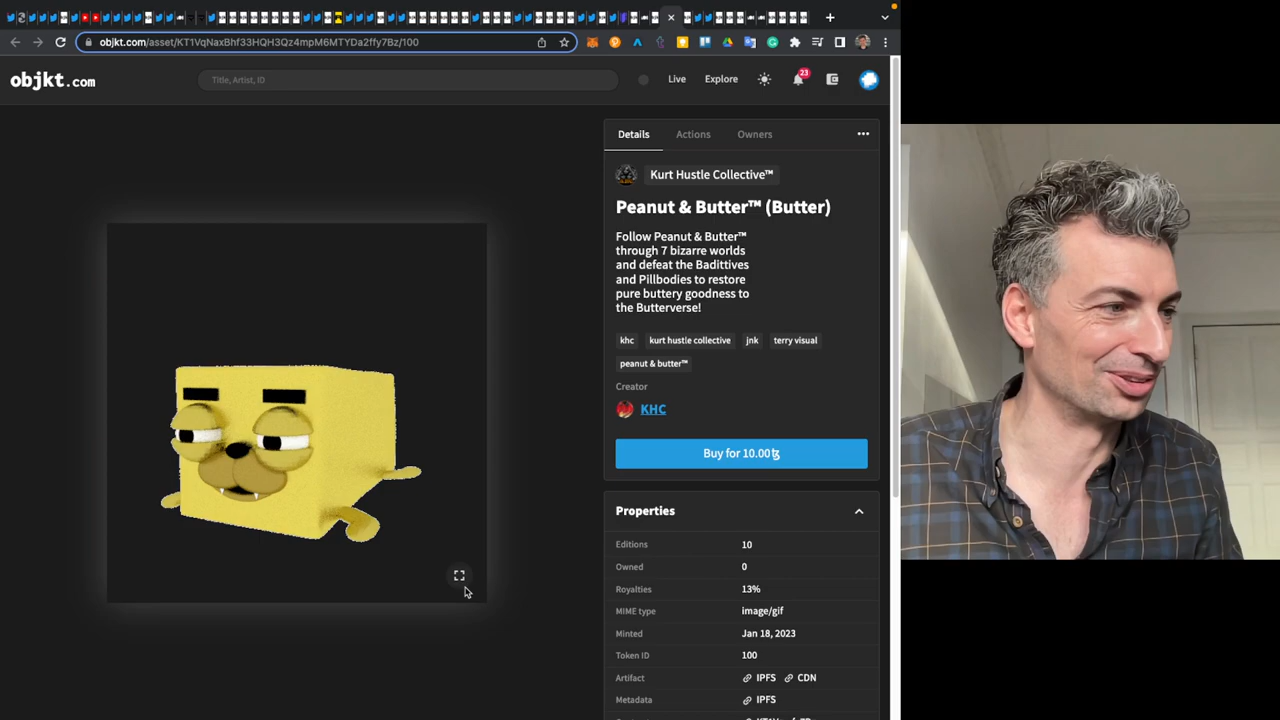 objkt.com/asset/KT1VqNaxBhf33HQH3Qz4mpM6MTYDa2ffy7Bz/100
objkt.com
Title, Artist, ID
Live
Explore
23
Details
Actions
Owners
Kurt Hustle Collective™
Peanut & Butter™ (Butter)
Follow Peanut & Butter™
through 7 bizarre worlds
and defeat the Badittives
and Pillbodies to restore
pure buttery goodness to
the Butterverse!
khc
kurt hustle collective
jnk
terry visual
peanut & butter™
Creator
KHC
Buy for 10.00ꜩ
Properties
Editions 10
Owned 0
Royalties 13%
MIME type image/gif
Minted Jan 18, 2023
Token ID 100
Artifact IPFS CDN
Metadata IPFS